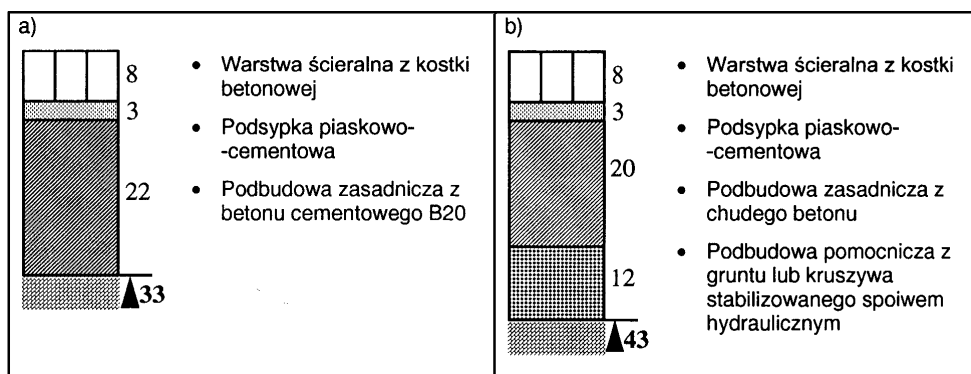 a)
8
3
22
33
• Warstwa ścieralna z kostki
betonowej
• Podsypka piaskowo-
-cementowa
• Podbudowa zasadnicza z
betonu cementowego B20
b)
8
3
20
12
43
• Warstwa ścieralna z kostki
betonowej
• Podsypka piaskowo-
-cementowa
• Podbudowa zasadnicza z
chudego betonu
• Podbudowa pomocnicza z
gruntu lub kruszywa
stabilizowanego spoiwem
hydraulicznym